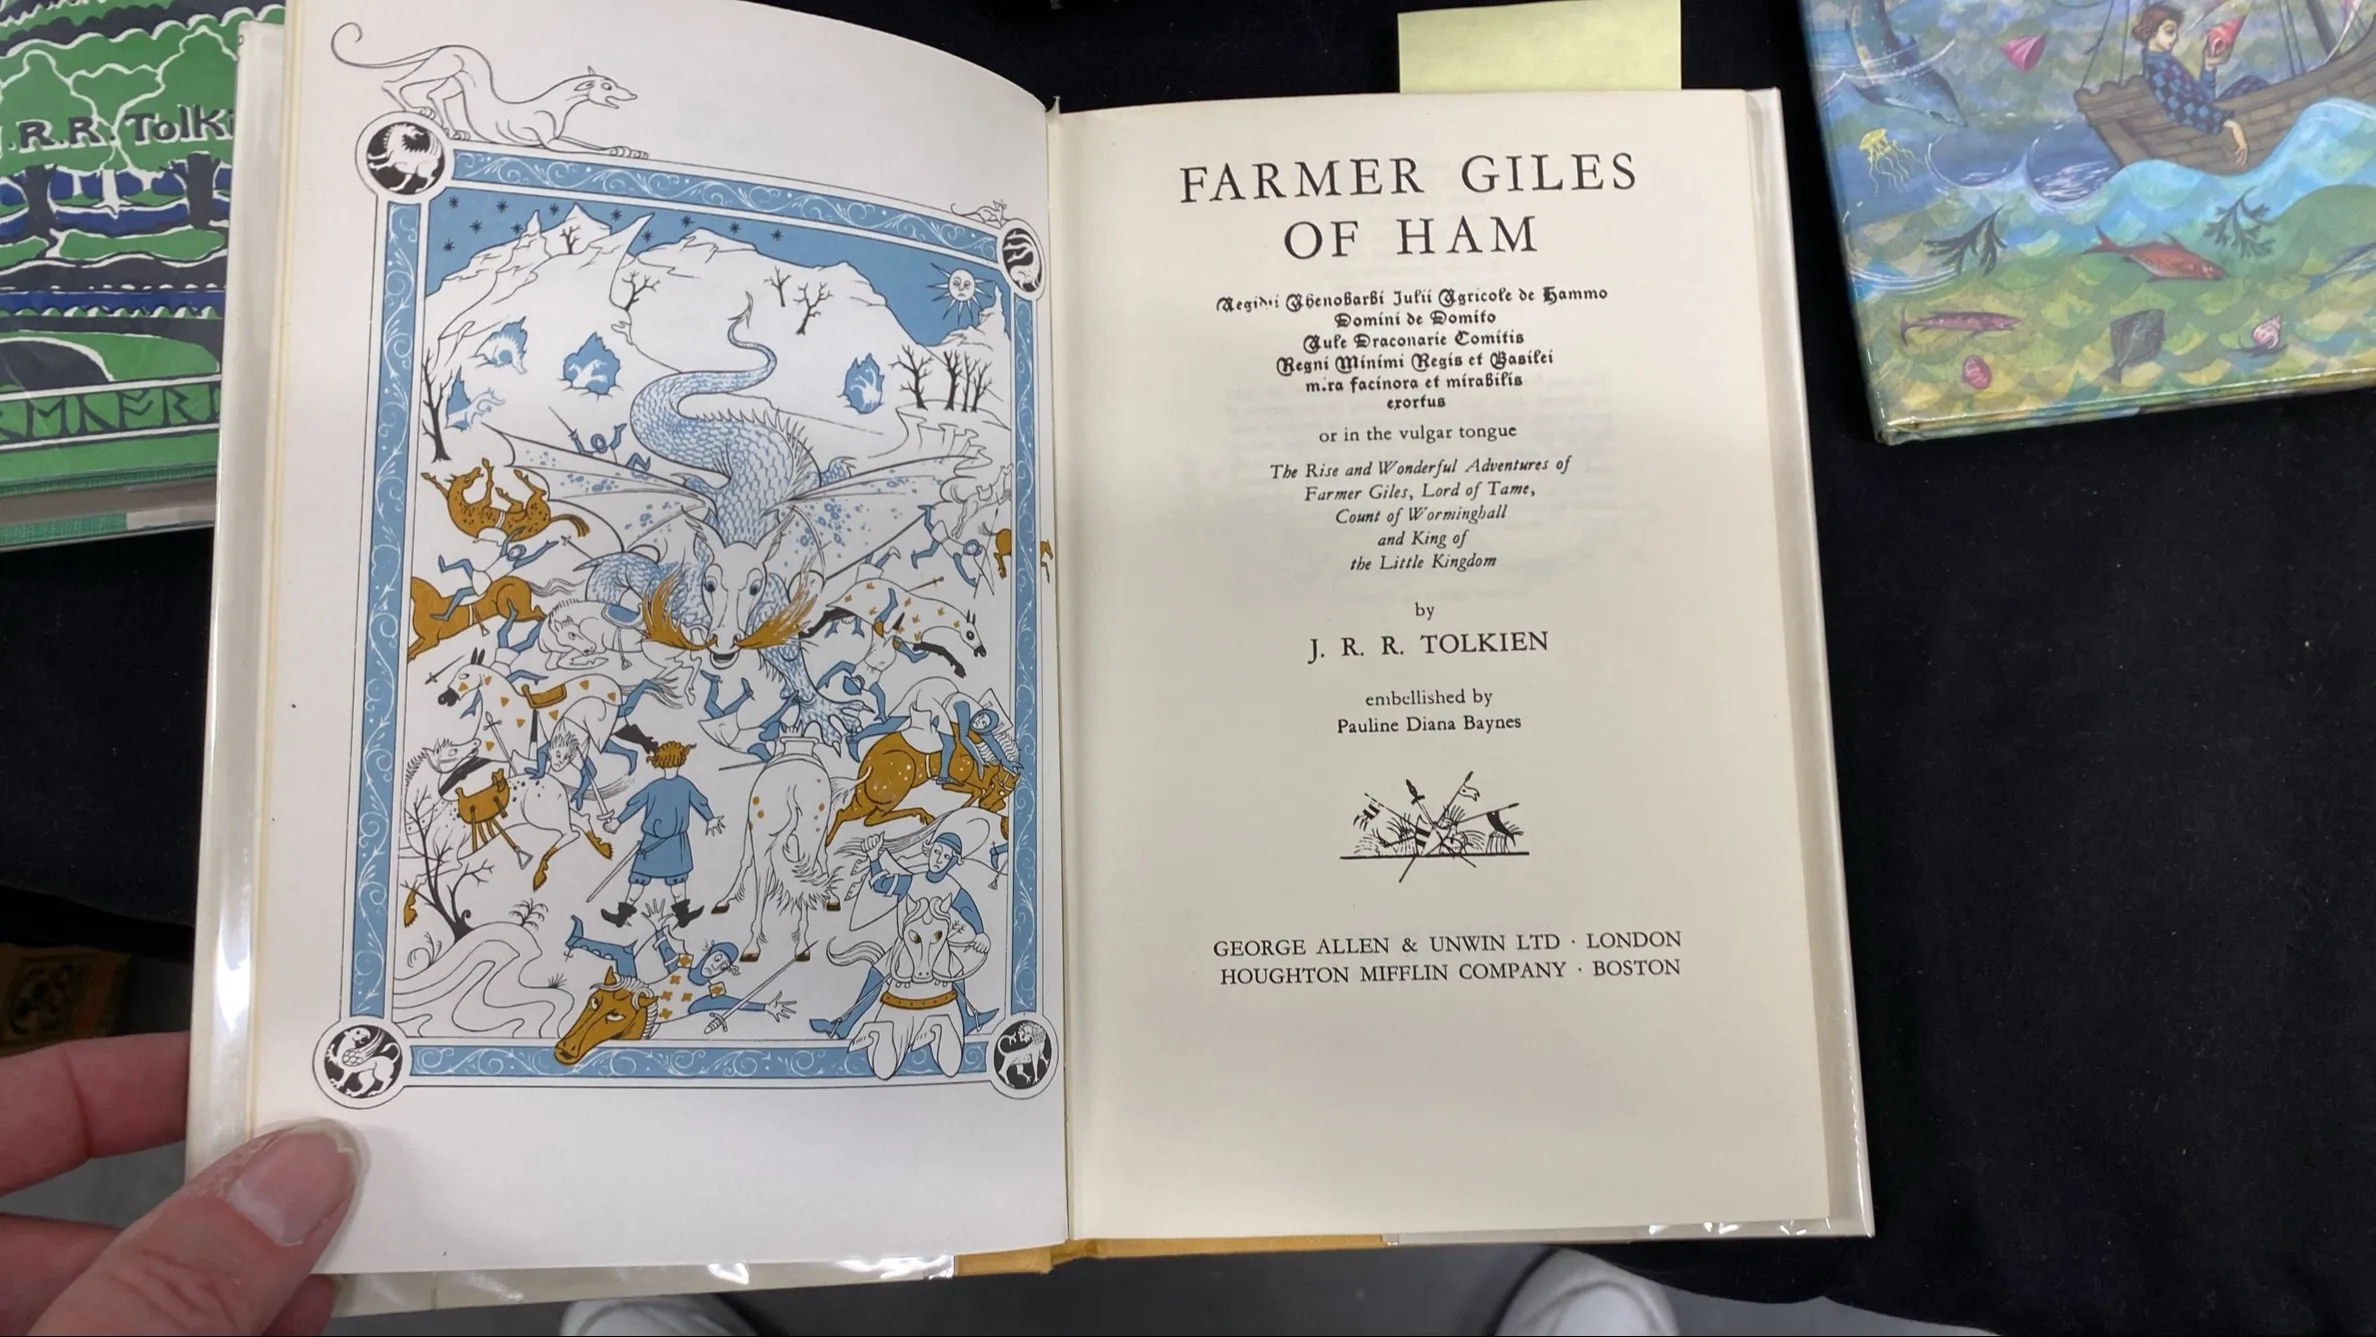 .R.R. Tolki
FARMER GILES
OF HAM
Aegidii Ahenobarbi Julii Agricole de Hammo
Domini de Domito
Aule Draconarie Comitis
Regni Minimi Regis et Basilei
mira facinora et mirabilis
exortus
or in the vulgar tongue
The Rise and Wonderful Adventures of
Farmer Giles, Lord of Tame,
Count of Worminghall
and King of
the Little Kingdom
by
J. R. R. TOLKIEN
embellished by
Pauline Diana Baynes
GEORGE ALLEN & UNWIN LTD · LONDON
HOUGHTON MIFFLIN COMPANY · BOSTON